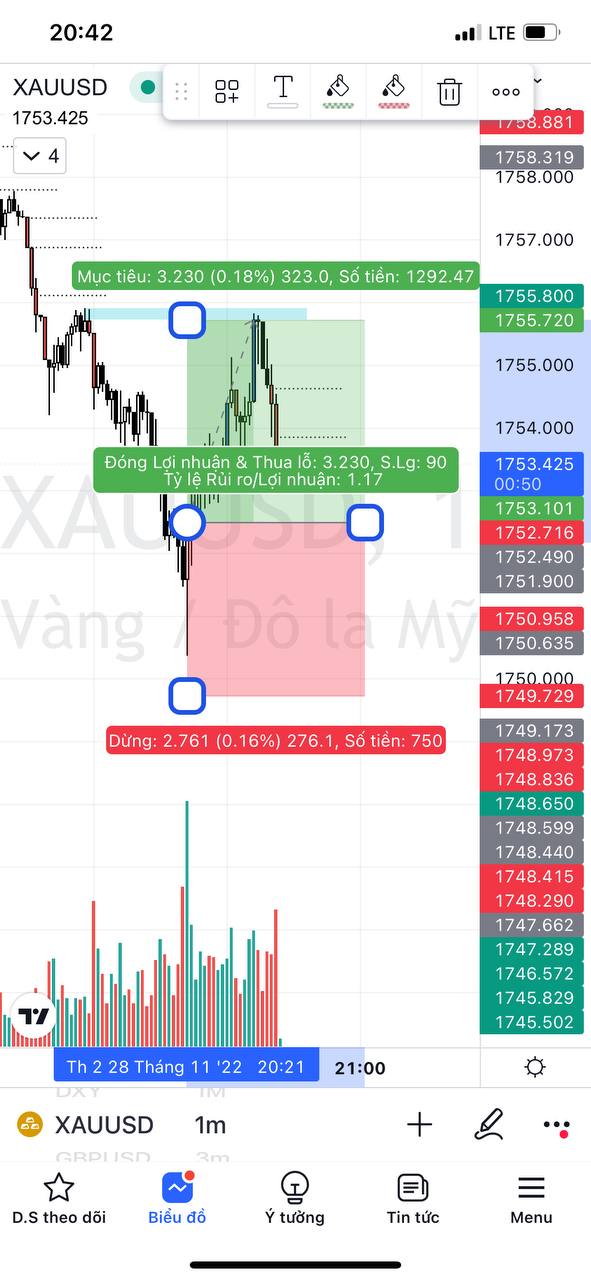 20:42
LTE
XAUUSD
T
1753.425
4
1758.881
1758.319
1758.000
1757.000
Mục tiêu: 3.230 (0.18%) 323.0, Số tiền: 1292.47
1755.800
1755.720
1755.000
1754.000
Đóng Lợi nhuận & Thua lỗ: 3.230, S.Lg: 90
Tỷ lệ Rủi ro/Lợi nhuận: 1.17
1753.425
00:50
1753.101
1752.716
1752.490
1751.900
XAUUSD, 1
Vàng / Đô la Mỹ
1750.958
1750.635
1750.000
1749.729
Dừng: 2.761 (0.16%) 276.1, Số tiền: 750
1749.173
1748.973
1748.836
1748.650
1748.599
1748.440
1748.415
1748.290
1747.662
1747.289
1746.572
1745.829
1745.502
Th 2 28 Tháng 11 '22 20:21
21:00
DXY 1M
XAUUSD 1m
GBPUSD 3m
D.S theo dõi
Biểu đồ
Ý tưởng
Tin tức
Menu